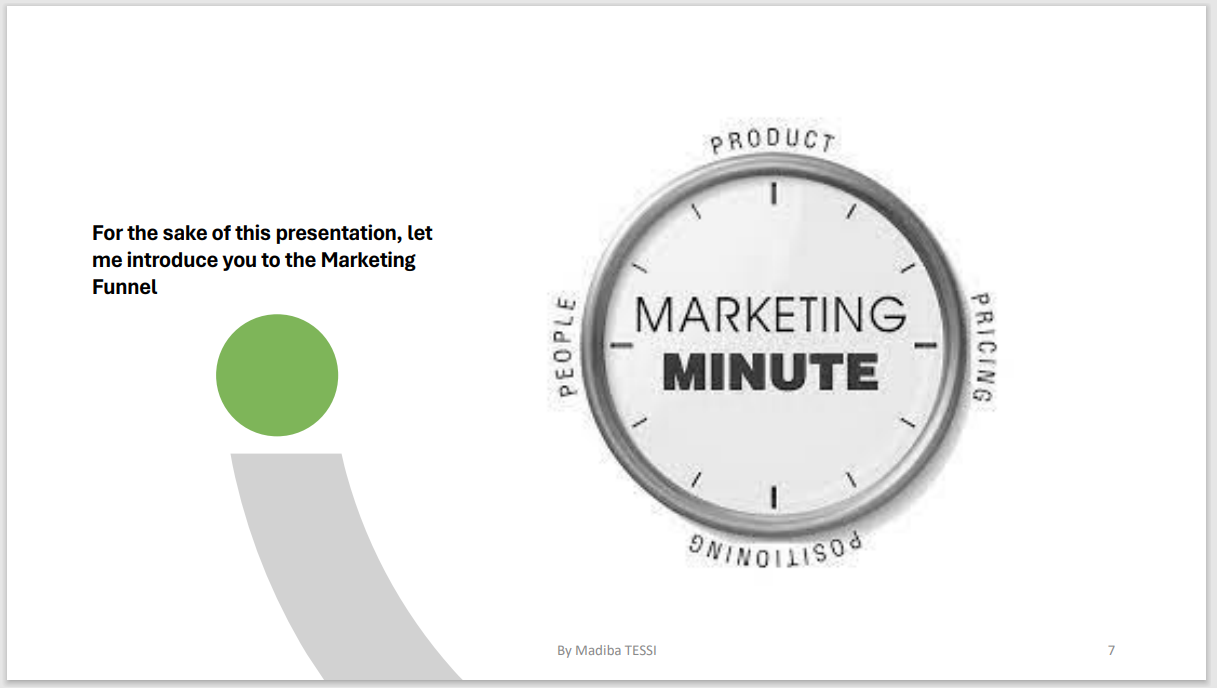 For the sake of this presentation, let
me introduce you to the Marketing
Funnel
PRODUCT
PRICING
POSITIONING
PEOPLE
MARKETING
MINUTE
By Madiba TESSI
7